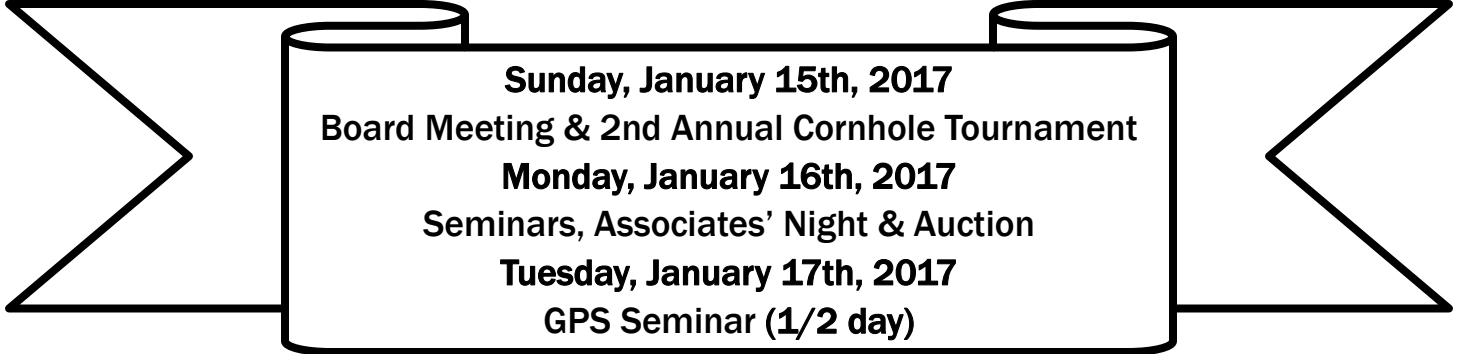 Sunday, January 15th, 2017
Board Meeting & 2nd Annual Cornhole Tournament
Monday, January 16th, 2017
Seminars, Associates’ Night & Auction
Tuesday, January 17th, 2017
GPS Seminar (1/2 day)